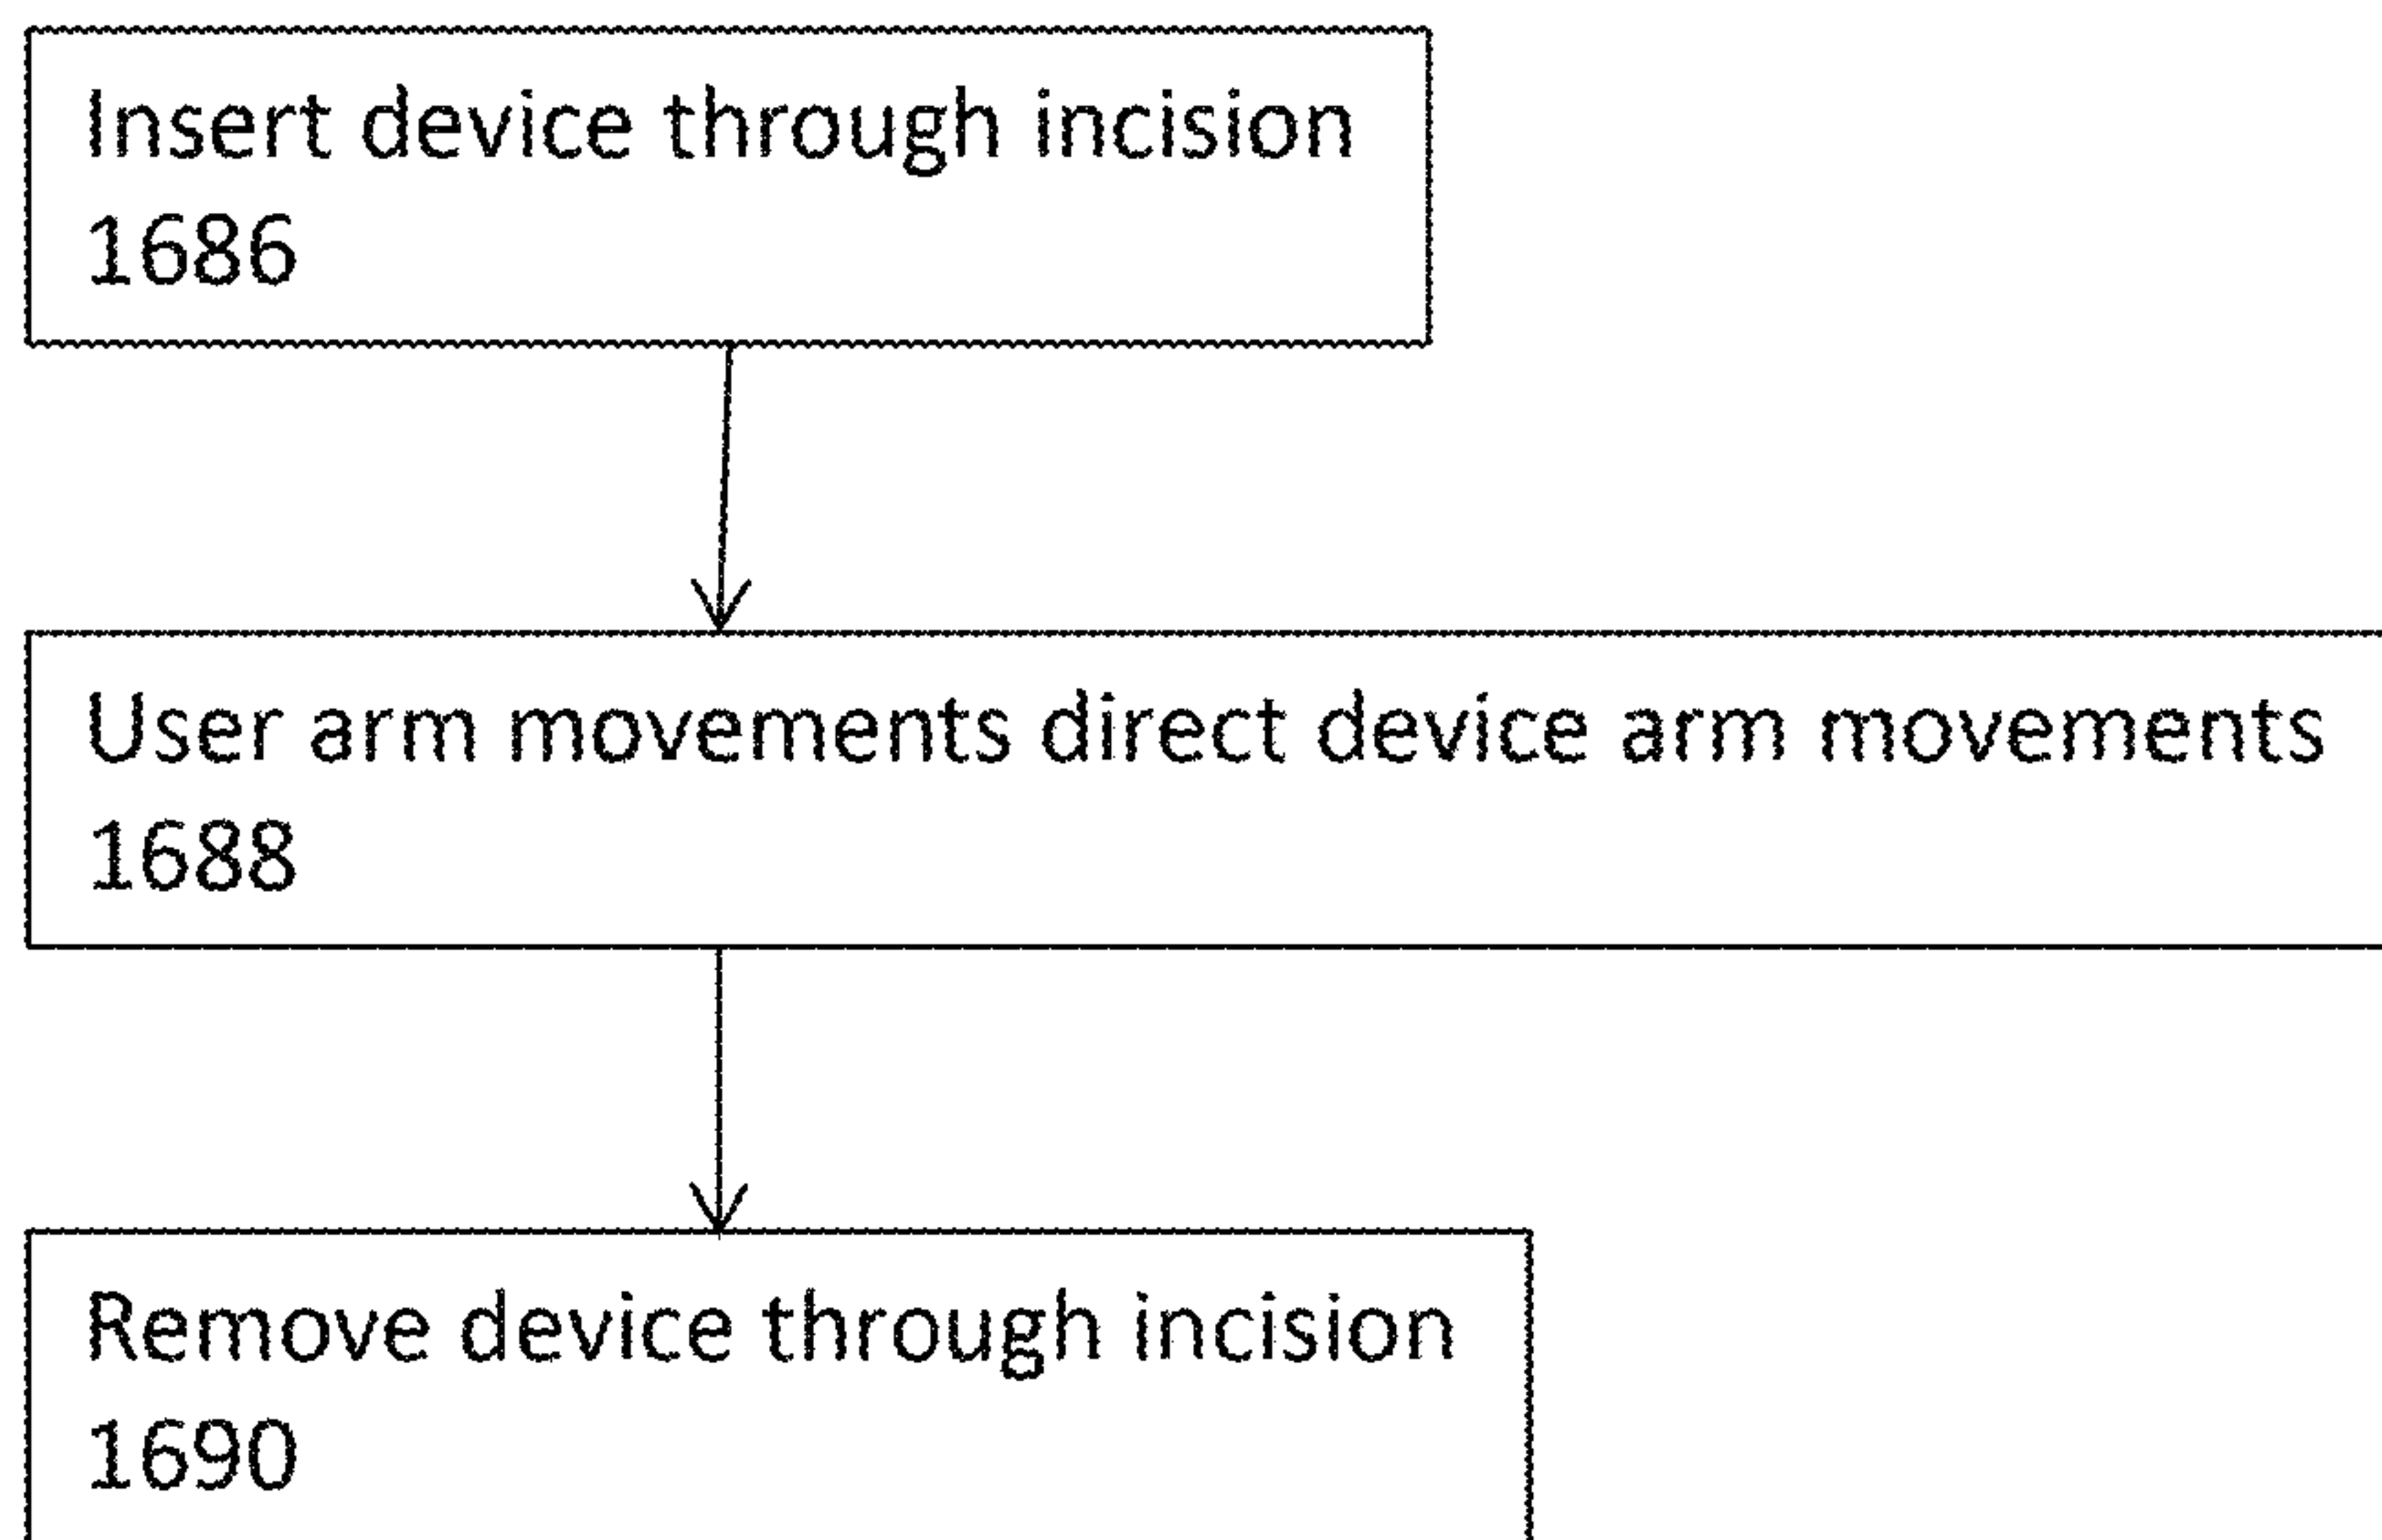 Insert device through incision
1686
User arm movements direct device arm movements
1688
Remove device through incision
1690